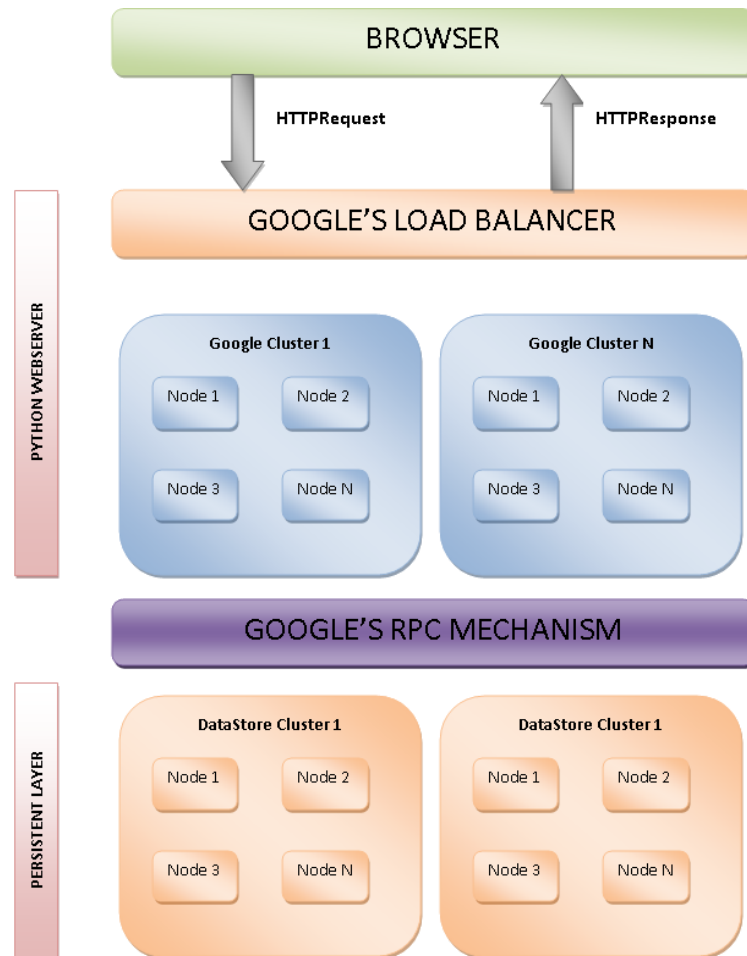 BROWSER
HTTPRequest
HTTPResponse
GOOGLE'S LOAD BALANCER
PYTHON WEBSERVER
Google Cluster 1
Node 1
Node 2
Node 3
Node N
Google Cluster N
Node 1
Node 2
Node 3
Node N
GOOGLE'S RPC MECHANISM
PERSISTENT LAYER
DataStore Cluster 1
Node 1
Node 2
Node 3
Node N
DataStore Cluster 1
Node 1
Node 2
Node 3
Node N